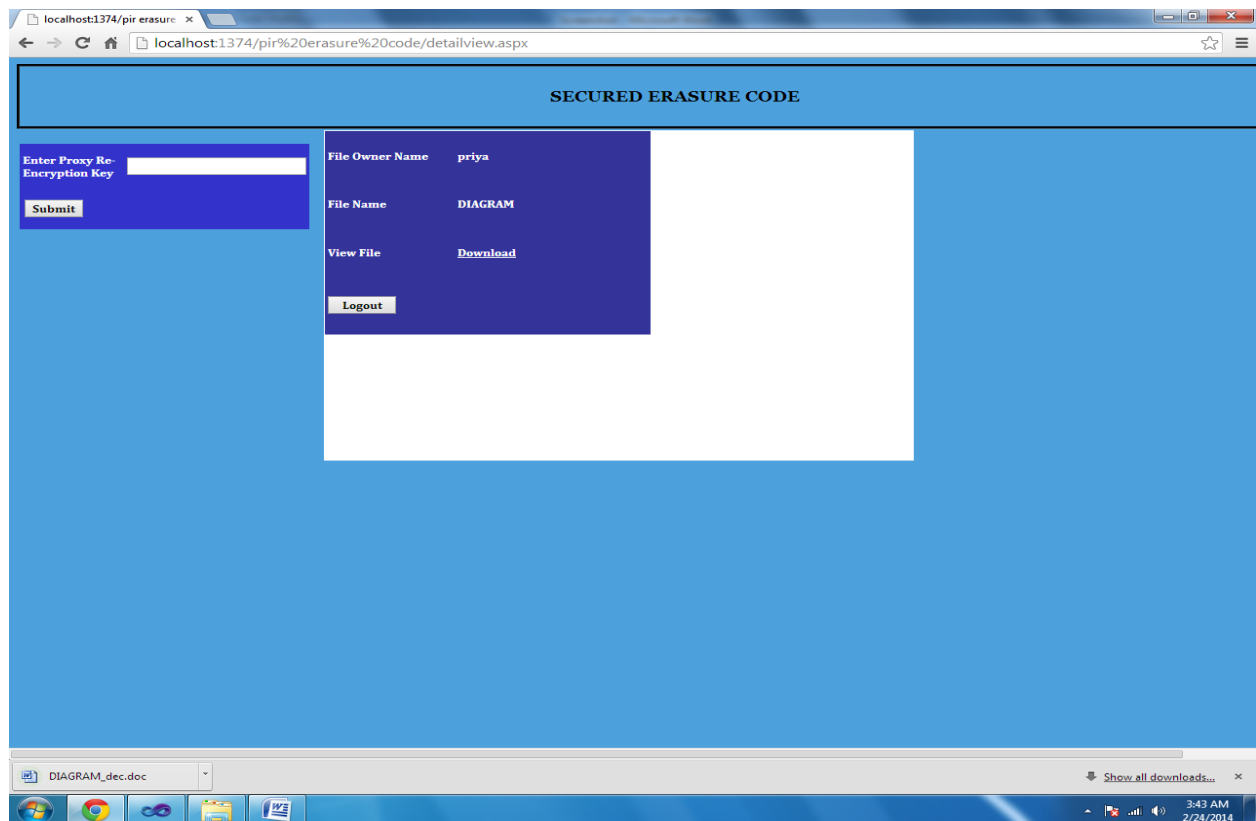 localhost:1374/pir erasure
localhost:1374/pir%20erasure%20code/detailview.aspx
SECURED ERASURE CODE
Enter Proxy Re-
Encryption Key
Submit
File Owner Name priya
File Name DIAGRAM
View File Download
Logout
DIAGRAM_dec.doc
Show all downloads...
3:43 AM
2/24/2014